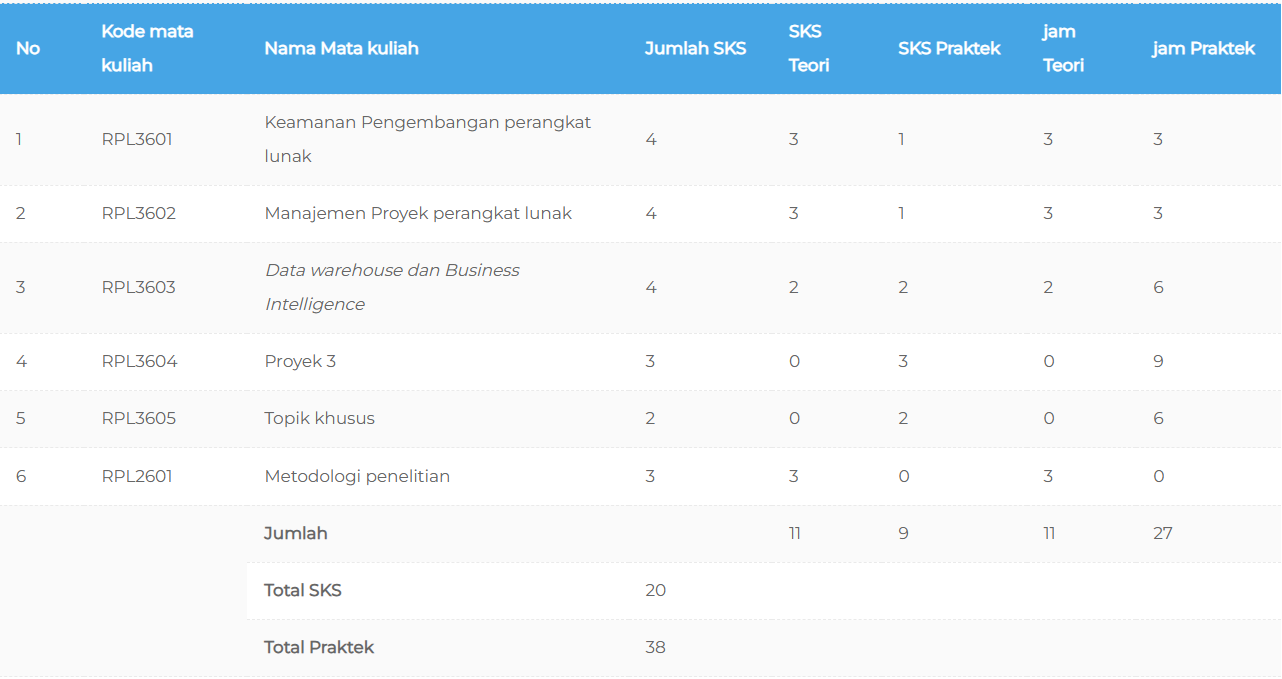 No Kode mata kuliah Nama Mata kuliah Jumlah SKS SKS Teori SKS Praktek jam Teori jam Praktek
1 RPL3601 Keamanan Pengembangan perangkat lunak 4 3 1 3 3
2 RPL3602 Manajemen Proyek perangkat lunak 4 3 1 3 3
3 RPL3603 Data warehouse dan Business Intelligence 4 2 2 2 6
4 RPL3604 Proyek 3 3 0 3 0 9
5 RPL3605 Topik khusus 2 0 2 0 6
6 RPL2601 Metodologi penelitian 3 3 0 3 0
Jumlah 11 9 11 27
Total SKS 20
Total Praktek 38